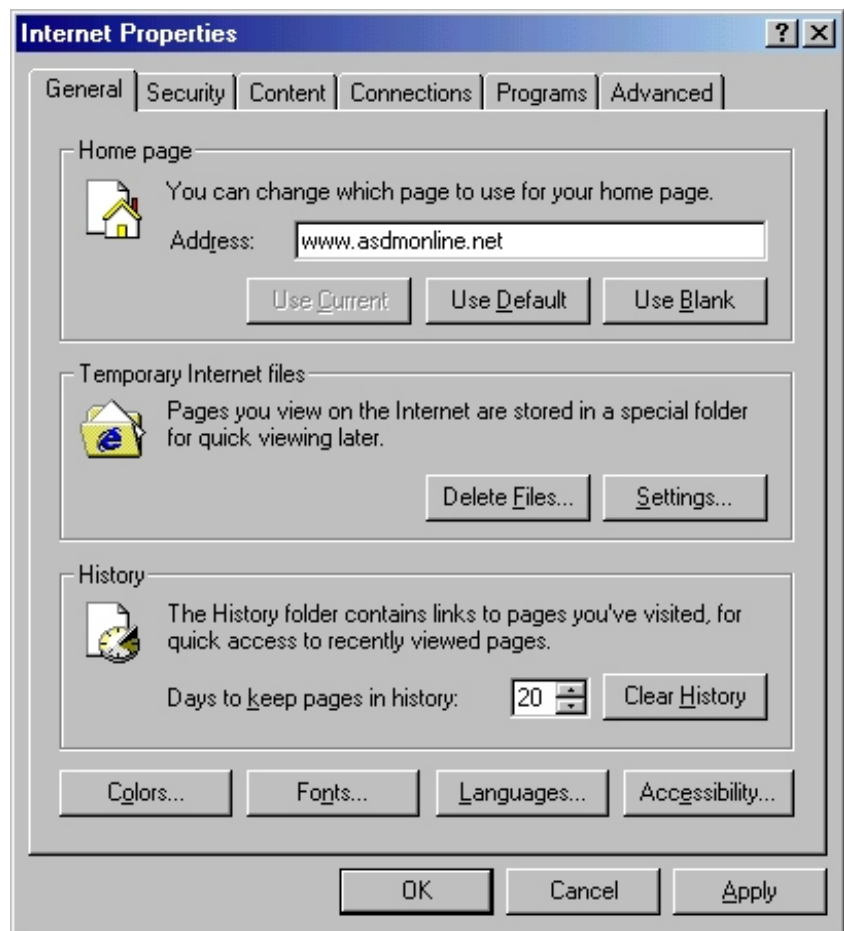 Internet Properties
General Security Content Connections Programs Advanced
Home page
You can change which page to use for your home page.
Address: www.asdmonline.net
Use Current Use Default Use Blank
Temporary Internet files
Pages you view on the Internet are stored in a special folder
for quick viewing later.
Delete Files... Settings...
History
The History folder contains links to pages you've visited, for
quick access to recently viewed pages.
Days to keep pages in history: 20 Clear History
Colors... Fonts... Languages... Accessibility...
OK Cancel Apply